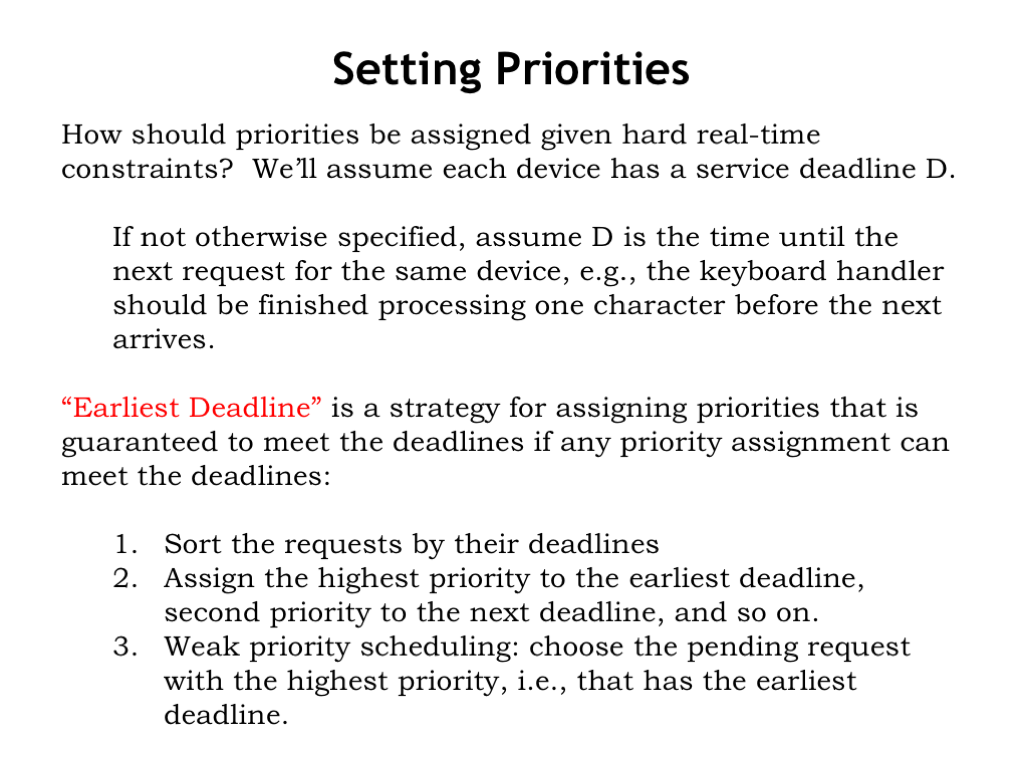 Setting Priorities
How should priorities be assigned given hard real-time
constraints?  We’ll assume each device has a service deadline D.
If not otherwise specified, assume D is the time until the
next request for the same device, e.g., the keyboard handler
should be finished processing one character before the next
arrives.
“Earliest Deadline” is a strategy for assigning priorities that is
guaranteed to meet the deadlines if any priority assignment can
meet the deadlines:
1. Sort the requests by their deadlines
2. Assign the highest priority to the earliest deadline,
second priority to the next deadline, and so on.
3. Weak priority scheduling: choose the pending request
with the highest priority, i.e., that has the earliest
deadline.